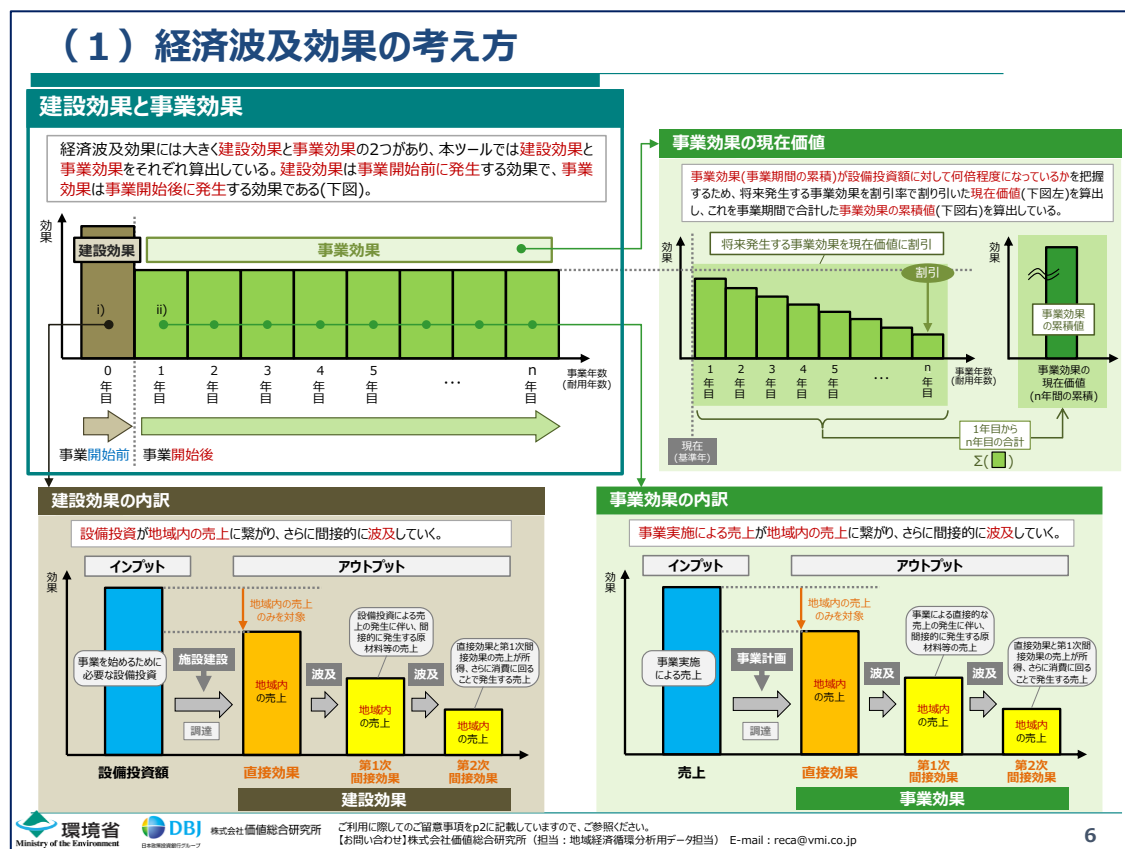 （１）経済波及効果の考え方
建設効果と事業効果
経済波及効果には大きく建設効果と事業効果の2つがあり、本ツールでは建設効果と
事業効果をそれぞれ算出している。建設効果は事業開始前に発生する効果で、事業
効果は事業開始後に発生する効果である(下図)。
効果
建設効果
事業効果
i)
ii)
0年目
1年目
2年目
3年目
4年目
5年目
…
n年目
事業年数
(耐用年数)
事業開始前
事業開始後
事業効果の現在価値
事業効果(事業期間の累積)が設備投資額に対して何倍程度になっているかを把握
するため、将来発生する事業効果を割引率で割り引いた現在価値(下図左)を算出
し、これを事業期間で合計した事業効果の累積値(下図右)を算出している。
効果
将来発生する事業効果を現在価値に割引
割引
1年目
2年目
3年目
4年目
5年目
…
n年目
事業年数
(耐用年数)
現在
(基準年)
1年目から
n年目の合計
Σ( )
効果
事業効果
の累積値
事業効果の
現在価値
(n年間の累積)
建設効果の内訳
設備投資が地域内の売上に繋がり、さらに間接的に波及していく。
インプット
アウトプット
効果
地域内の売上
のみを対象
事業を始めるために
必要な設備投資
施設建設
調達
地域内
の売上
波及
設備投資による売
上の発生に伴い、間
接的に発生する原
材料等の売上
地域内
の売上
波及
直接効果と第1次間
接効果の売上が所
得、さらに消費に回る
ことで発生する売上
地域内
の売上
設備投資額
直接効果
第1次
間接効果
第2次
間接効果
建設効果
事業効果の内訳
事業実施による売上が地域内の売上に繋がり、さらに間接的に波及していく。
インプット
アウトプット
効果
地域内の売上
のみを対象
事業実施
による売上
事業計画
調達
地域内
の売上
波及
事業による直接的な
売上の発生に伴い、
間接的に発生する原
材料等の売上
地域内
の売上
波及
直接効果と第1次間
接効果の売上が所
得、さらに消費に回る
ことで発生する売上
地域内
の売上
売上
直接効果
第1次
間接効果
第2次
間接効果
事業効果
環境省
Ministry of the Environment
DBJ
日本政策投資銀行グループ
株式会社価値総合研究所
ご利用に際してのご留意事項をp2に記載していますので、ご参照ください。
【お問い合わせ】株式会社価値総合研究所（担当：地域経済循環分析用データ担当） E-mail：reca@vmi.co.jp
6